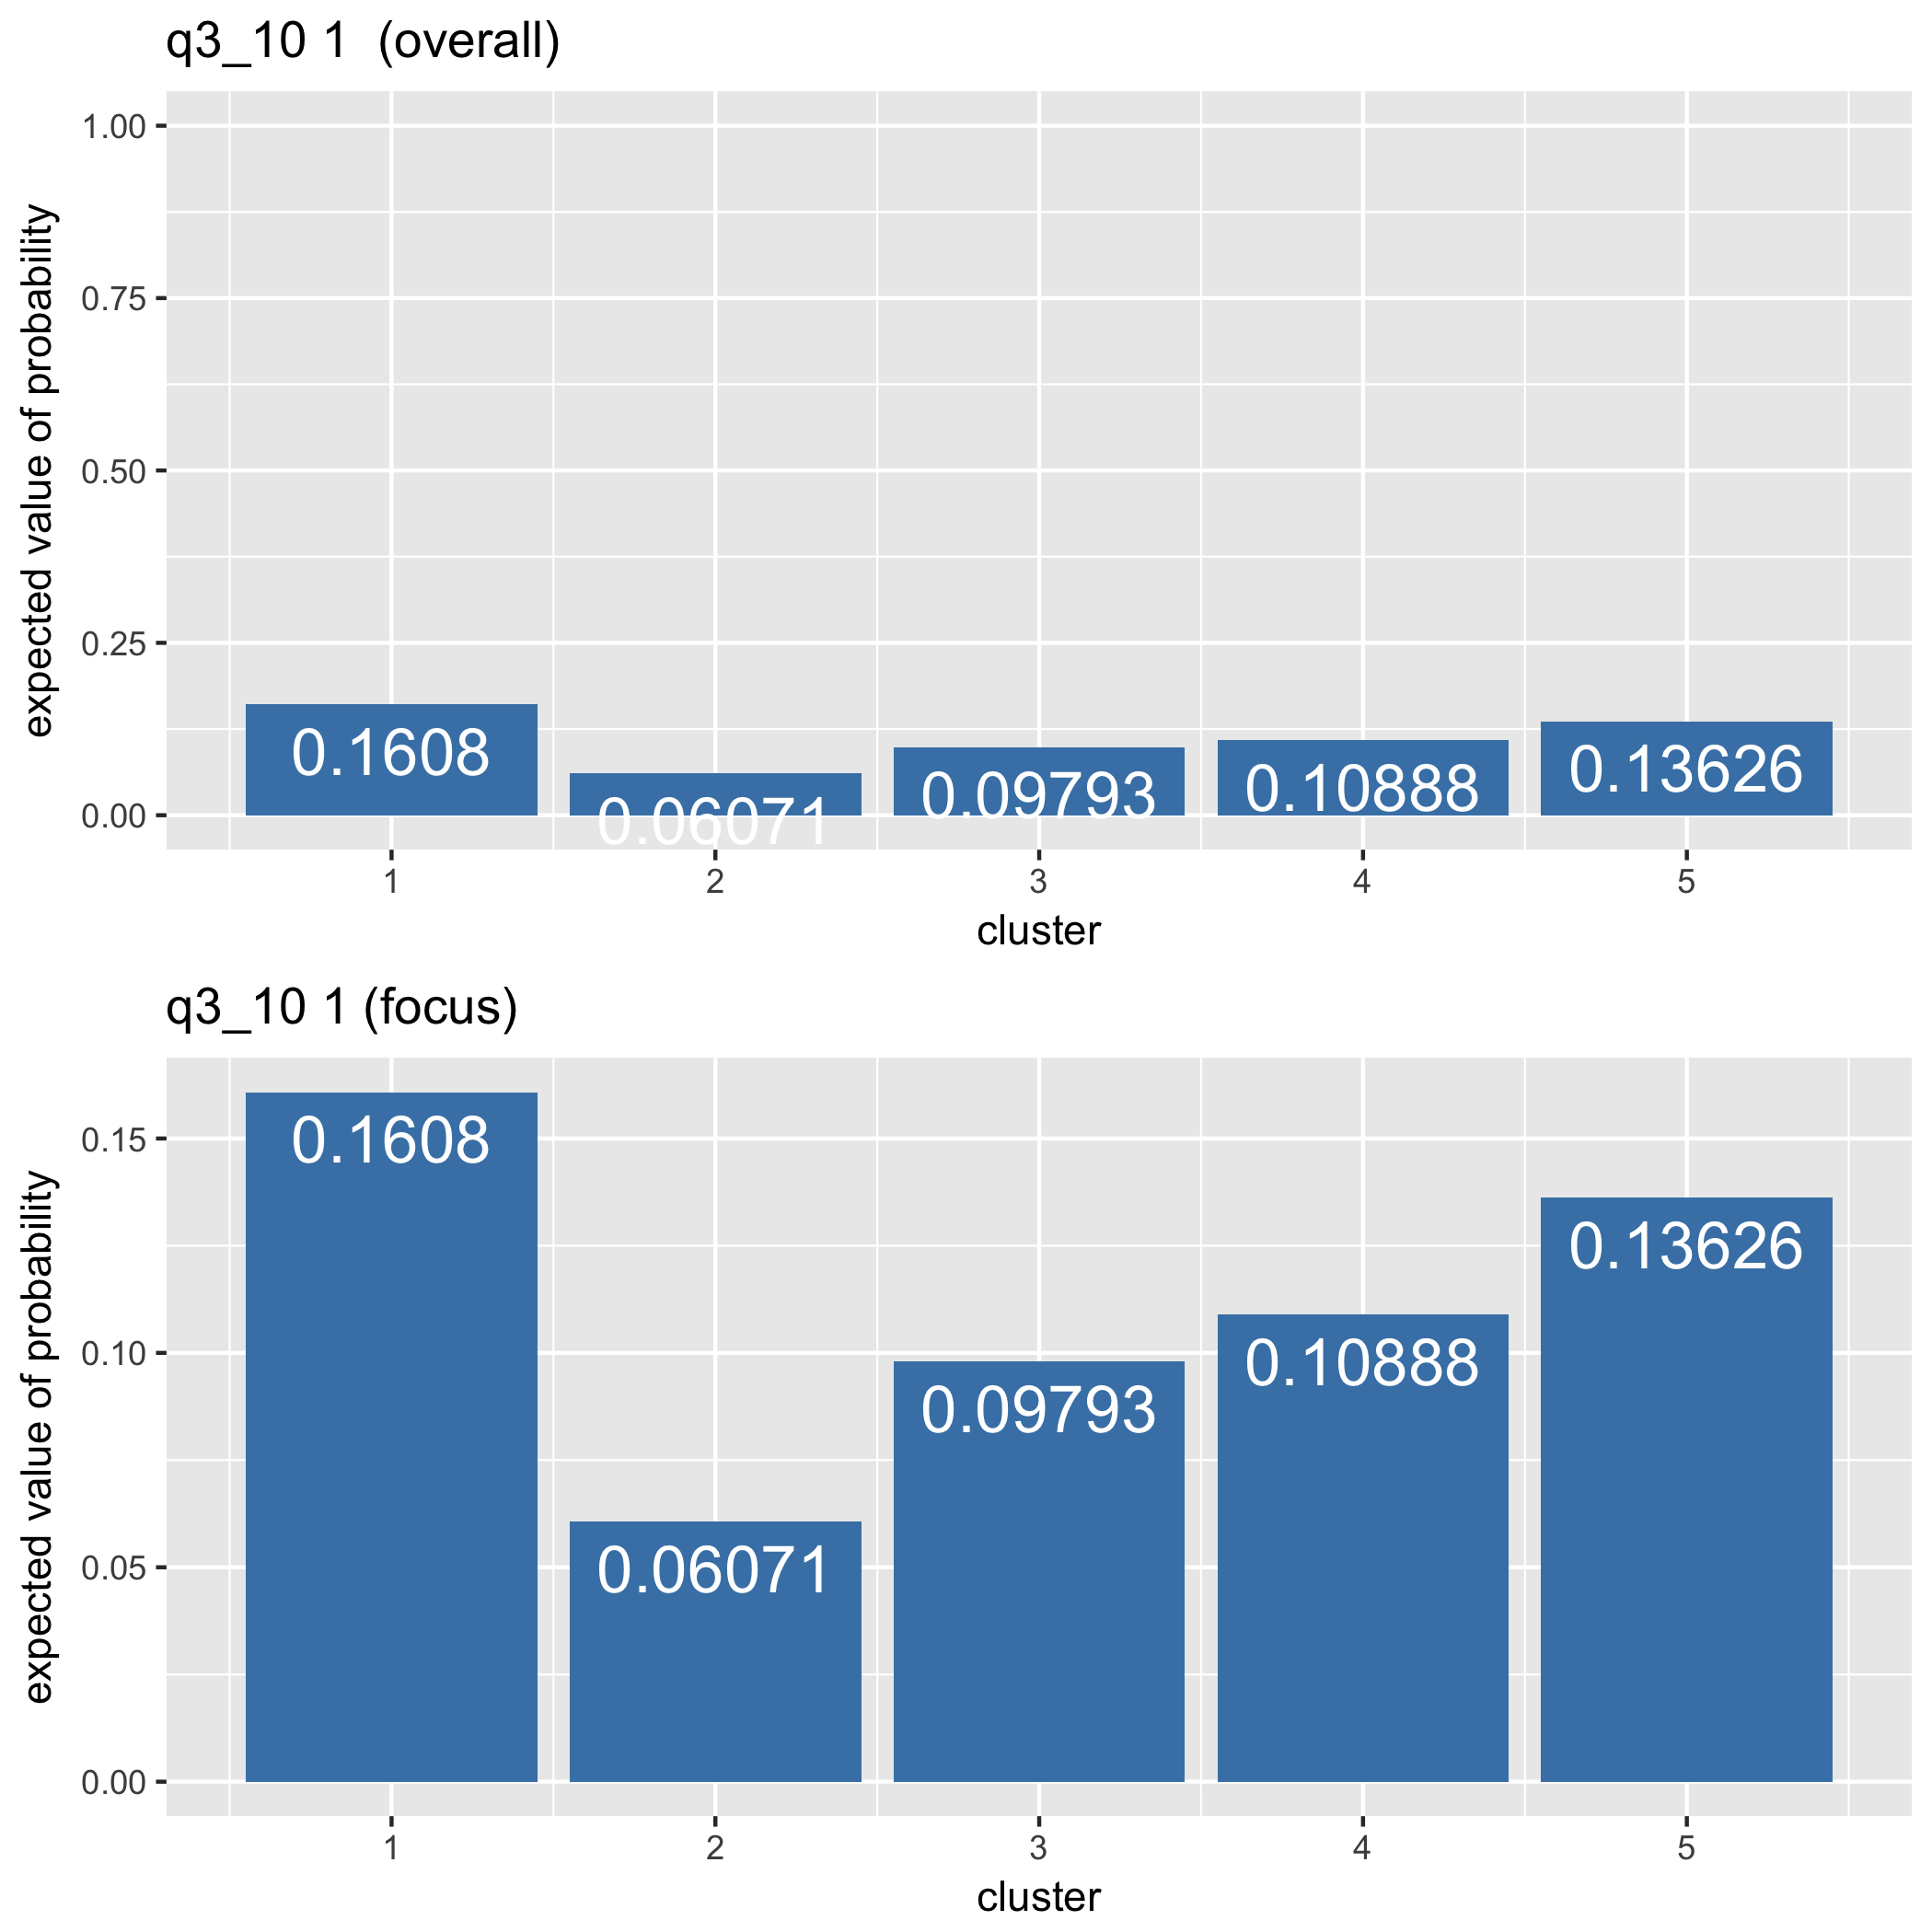 q3_10 1  (overall)
expected value of probability
1.00
0.75
0.50
0.25
0.00
0.1608
0.06071
0.09793
0.10888
0.13626
1 2 3 4 5
cluster
q3_10 1 (focus)
expected value of probability
0.15
0.10
0.05
0.00
0.1608
0.06071
0.09793
0.10888
0.13626
1 2 3 4 5
cluster